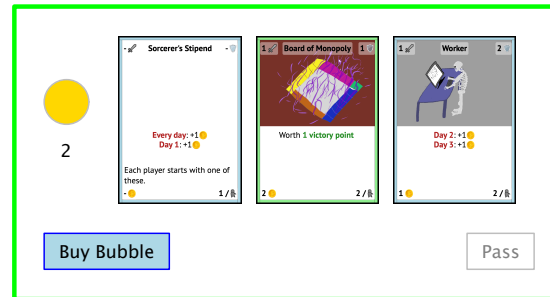 - Sorcerer's Stipend -
1 Board of Monopoly 1
1 Worker 2
2
Every day: +1
Day 1: +1
Each player starts with one of
these.
- 1 /
Worth 1 victory point
2 2 /
Day 2: +1
Day 3: +1
1 2 /
Buy Bubble
Pass